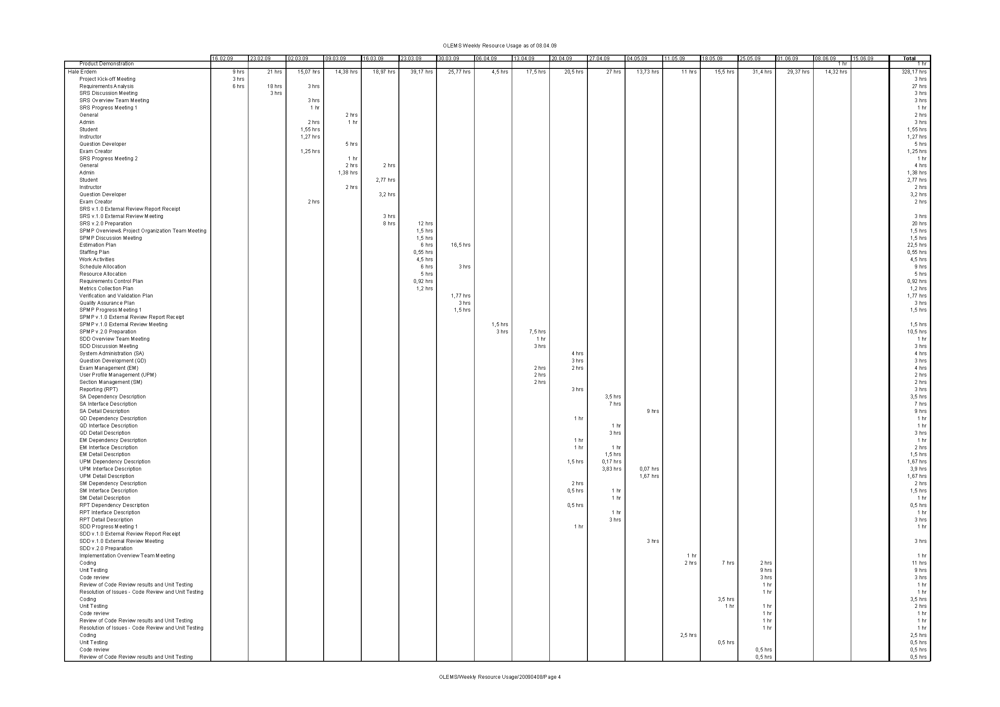 OLEMS Weekly Resource Usage as of 08.04.09
16.02.09 23.02.09 02.03.09 09.03.09 16.03.09 23.03.09 30.03.09 06.04.09 13.04.09 20.04.09 27.04.09 04.05.09 11.05.09 18.05.09 25.05.09 01.06.09 08.06.09 15.06.09 Total
Product Demonstration 1 hr 1 hr
Hale Erdem 9 hrs 21 hrs 15,07 hrs 14,38 hrs 18,97 hrs 39,17 hrs 25,77 hrs 4,5 hrs 17,5 hrs 20,5 hrs 27 hrs 13,73 hrs 11 hrs 15,5 hrs 31,4 hrs 29,37 hrs 14,32 hrs 328,17 hrs
Project Kick-off Meeting 3 hrs 3 hrs
Requirements Analysis 6 hrs 18 hrs 3 hrs 27 hrs
SRS Discussion Meeting 3 hrs 3 hrs
SRS Overview Team Meeting 3 hrs 3 hrs
SRS Progress Meeting 1 1 hr 1 hr
General 2 hrs 2 hrs
Admin 2 hrs 1 hr 3 hrs
Student 1,55 hrs 1,55 hrs
Instructor 1,27 hrs 1,27 hrs
Question Developer 5 hrs 5 hrs
Exam Creator 1,25 hrs 1,25 hrs
SRS Progress Meeting 2 1 hr 1 hr
General 2 hrs 2 hrs 4 hrs
Admin 1,38 hrs 1,38 hrs
Student 2,77 hrs 2,77 hrs
Instructor 2 hrs 2 hrs
Question Developer 3,2 hrs 3,2 hrs
Exam Creator 2 hrs 2 hrs
SRS v.1.0 External Review Report Receipt
SRS v.1.0 External Review Meeting 3 hrs 3 hrs
SRS v.2.0 Preparation 8 hrs 12 hrs 20 hrs
SPMP Overview& Project Organization Team Meeting 1,5 hrs 1,5 hrs
SPMP Discussion Meeting 1,5 hrs 1,5 hrs
Estimation Plan 6 hrs 16,5 hrs 22,5 hrs
Staffing Plan 0,55 hrs 0,55 hrs
Work Activities 4,5 hrs 4,5 hrs
Schedule Allocation 6 hrs 3 hrs 9 hrs
Resource Allocation 5 hrs 5 hrs
Requirements Control Plan 0,92 hrs 0,92 hrs
Metrics Collection Plan 1,2 hrs 1,2 hrs
Verification and Validation Plan 1,77 hrs 1,77 hrs
Quality Assurance Plan 3 hrs 3 hrs
SPMP Progress Meeting 1 1,5 hrs 1,5 hrs
SPMP v.1.0 External Review Report Receipt
SPMP v.1.0 External Review Meeting 1,5 hrs 1,5 hrs
SPMP v.2.0 Preparation 3 hrs 7,5 hrs 10,5 hrs
SDD Overview Team Meeting 1 hr 1 hr
SDD Discussion Meeting 3 hrs 3 hrs
System Administration (SA) 4 hrs 4 hrs
Question Development (QD) 3 hrs 3 hrs
Exam Management (EM) 2 hrs 2 hrs 4 hrs
User Profile Management (UPM) 2 hrs 2 hrs
Section Management (SM) 2 hrs 2 hrs
Reporting (RPT) 3 hrs 3 hrs
SA Dependency Description 3,5 hrs 3,5 hrs
SA Interface Description 7 hrs 7 hrs
SA Detail Description 9 hrs 9 hrs
QD Dependency Description 1 hr 1 hr
QD Interface Description 1 hr 1 hr
QD Detail Description 3 hrs 3 hrs
EM Dependency Description 1 hr 1 hr
EM Interface Description 1 hr 1 hr 2 hrs
EM Detail Description 1,5 hrs 1,5 hrs
UPM Dependency Description 1,5 hrs 0,17 hrs 1,67 hrs
UPM Interface Description 3,83 hrs 0,07 hrs 3,9 hrs
UPM Detail Description 1,67 hrs 1,67 hrs
SM Dependency Description 2 hrs 2 hrs
SM Interface Description 0,5 hrs 1 hr 1,5 hrs
SM Detail Description 1 hr 1 hr
RPT Dependency Description 0,5 hrs 0,5 hrs
RPT Interface Description 1 hr 1 hr
RPT Detail Description 3 hrs 3 hrs
SDD Progress Meeting 1 1 hr 1 hr
SDD v.1.0 External Review Report Receipt
SDD v.1.0 External Review Meeting 3 hrs 3 hrs
SDD v.2.0 Preparation
Implementation Overview Team Meeting 1 hr 1 hr
Coding 2 hrs 7 hrs 2 hrs 11 hrs
Unit Testing 9 hrs 9 hrs
Code review 3 hrs 3 hrs
Review of Code Review results and Unit Testing 1 hr 1 hr
Resolution of Issues - Code Review and Unit Testing 1 hr 1 hr
Coding 3,5 hrs 3,5 hrs
Unit Testing 1 hr 1 hr 2 hrs
Code review 1 hr 1 hr
Review of Code Review results and Unit Testing 1 hr 1 hr
Resolution of Issues - Code Review and Unit Testing 1 hr 1 hr
Coding 2,5 hrs 2,5 hrs
Unit Testing 0,5 hrs 0,5 hrs
Code review 0,5 hrs 0,5 hrs
Review of Code Review results and Unit Testing 0,5 hrs 0,5 hrs
OLEMS/Weekly Resource Usage/20090408/Page 4